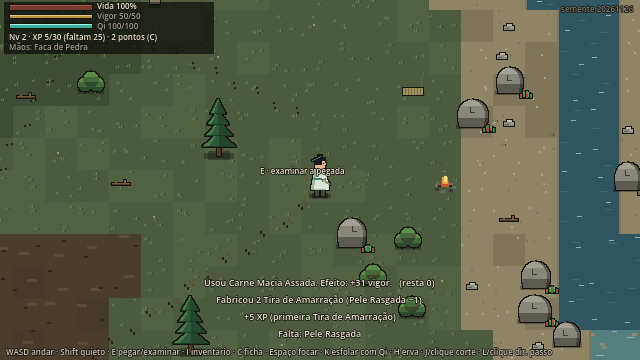 Vida 100%
Vigor 50/50
Qi 100/100
Nv 2 · XP 5/30 (faltam 25) · 2 pontos (C)
Mãos: Faca de Pedra
semente 20261126
E · examinar a pegada
Usou Carne Macia Assada. Efeito: +31 vigor. (resta 0)
Fabricou 2 Tira de Amarração (Pele Rasgada -1).
+5 XP (primeira Tira de Amarração)
Falta: Pele Rasgada
WASD andar · Shift quieto · E pegar/examinar · I inventário · C ficha · Espaço focar · K esfolar com Qi · H erva · J/clique corte · L/clique dir. passo